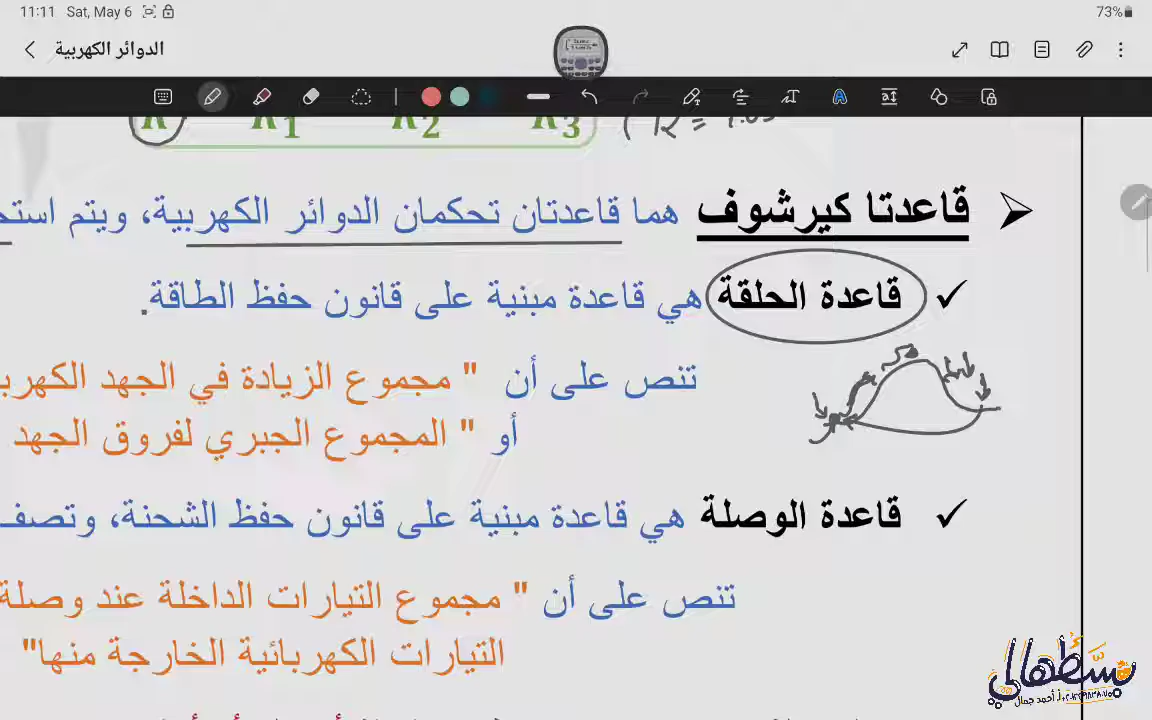 11:11 Sat, May 6
73%
الدوائر الكهربية
قاعدتا كيرشوف هما قاعدتان تحكمان الدوائر الكهربية، ويتم
✓ قاعدة الحلقة هي قاعدة مبنية على قانون حفظ الطاقة.
تنص على أن " مجموع الزيادة في الجهد
أو " المجموع الجبري لفروق الجهد
✓ قاعدة الوصلة هي قاعدة مبنية على قانون حفظ الشحنة، وتصف
تنص على أن " مجموع التيارات الداخلة عند وصلة
التيارات الكهربائية الخارجة منها"
أ. أحمد جمال